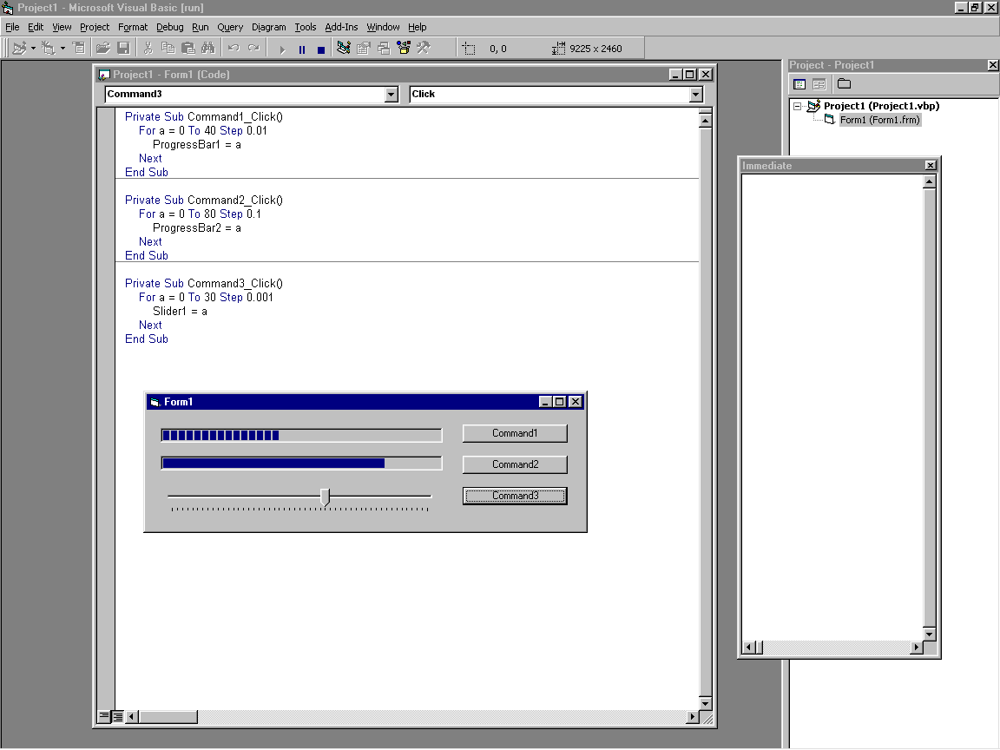 Project1 - Microsoft Visual Basic [run]
File Edit View Project Format Debug Run Query Diagram Tools Add-Ins Window Help
0, 0 9225 x 2460
Project1 - Form1 (Code)
Command3 Click
Private Sub Command1_Click()
For a = 0 To 40 Step 0.01
ProgressBar1 = a
Next
End Sub
Private Sub Command2_Click()
For a = 0 To 80 Step 0.1
ProgressBar2 = a
Next
End Sub
Private Sub Command3_Click()
For a = 0 To 30 Step 0.001
Slider1 = a
Next
End Sub
Form1
Command1
Command2
Command3
Project - Project1
Project1 (Project1.vbp)
Form1 (Form1.frm)
Immediate